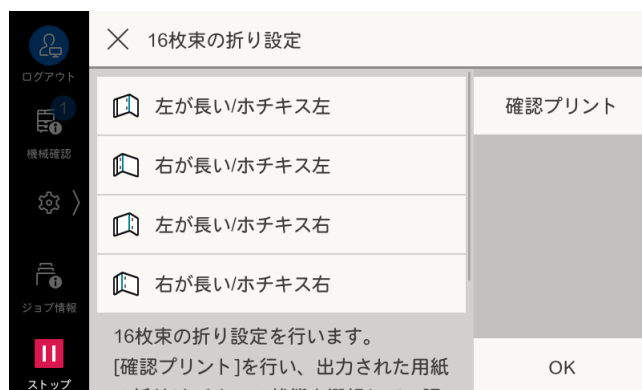 16枚束の折り設定
ログアウト
1
機械確認
ジョブ情報
ストップ
左が長い/ホチキス左
右が長い/ホチキス左
左が長い/ホチキス右
右が長い/ホチキス右
16枚束の折り設定を行います。
[確認プリント]を行い、出力された用紙
確認プリント
OK